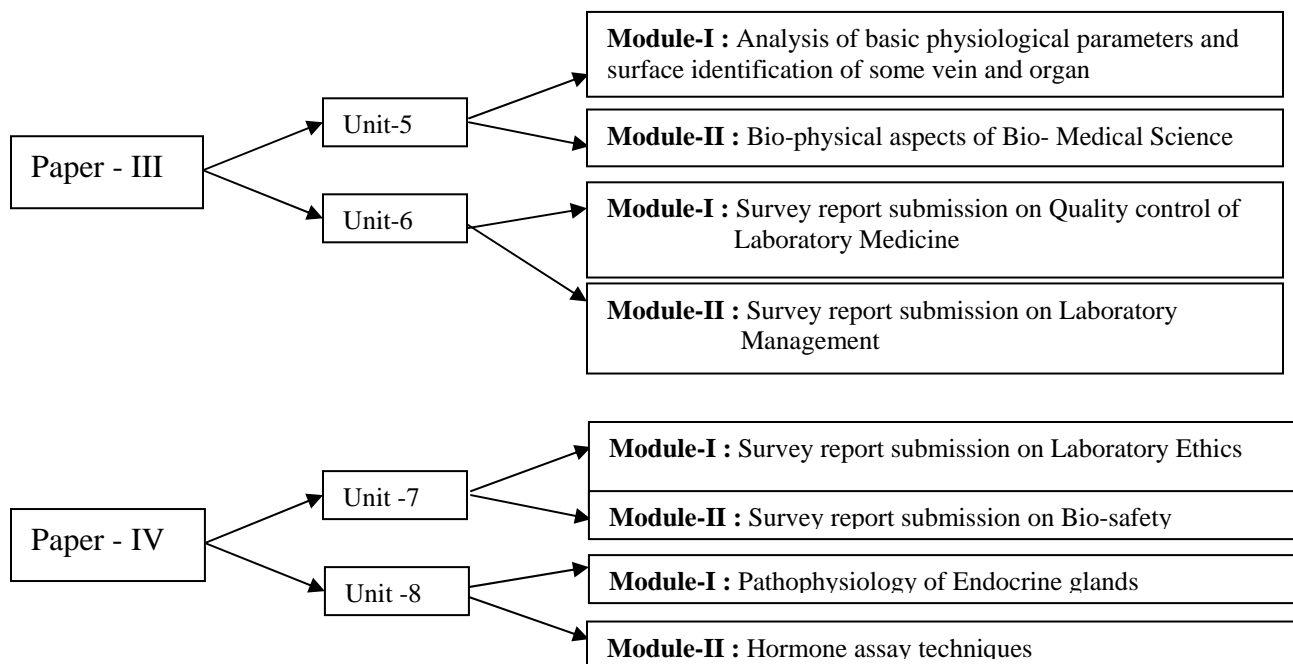 Paper - III
Unit-5
Module-I : Analysis of basic physiological parameters and
surface identification of some vein and organ
Module-II : Bio-physical aspects of Bio- Medical Science
Unit-6
Module-I : Survey report submission on Quality control of
Laboratory Medicine
Module-II : Survey report submission on Laboratory
Management
Paper - IV
Unit -7
Module-I : Survey report submission on Laboratory Ethics
Module-II : Survey report submission on Bio-safety
Unit -8
Module-I : Pathophysiology of Endocrine glands
Module-II : Hormone assay techniques